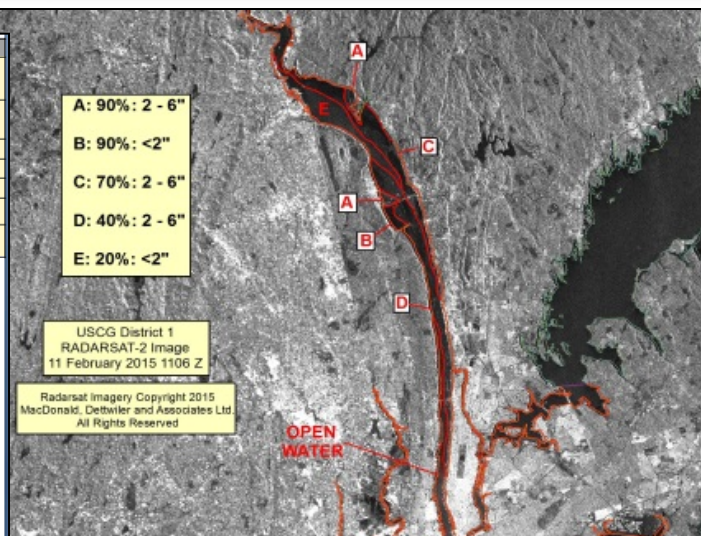 A: 90%: 2 - 6"
B: 90%: <2"
C: 70%: 2 - 6"
D: 40%: 2 - 6"
E: 20%: <2"
USCG District 1
RADARSAT-2 Image
11 February 2015 1106 Z
Radarsat Imagery Copyright 2015
MacDonald, Dettwiler and Associates Ltd.
All Rights Reserved
A
E
C
A
B
D
OPEN
WATER